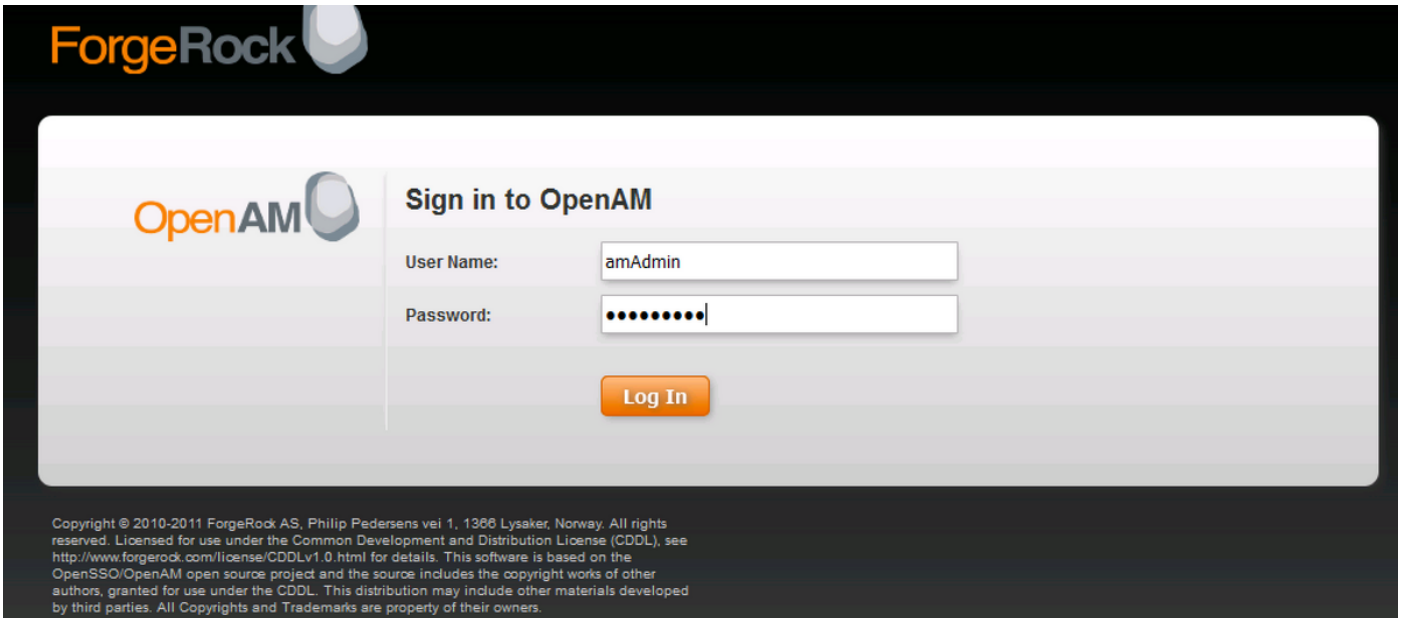 ForgeRock
OpenAM
Sign in to OpenAM
User Name: amAdmin
Password: •••••••••
Log In
Copyright © 2010-2011 ForgeRock AS, Philip Pedersens vei 1, 1366 Lysaker, Norway. All rights
reserved. Licensed for use under the Common Development and Distribution License (CDDL), see
http://www.forgerock.com/license/CDDLv1.0.html for details. This software is based on the
OpenSSO/OpenAM open source project and the source includes the copyright works of other
authors, granted for use under the CDDL. This distribution may include other materials developed
by third parties. All Copyrights and Trademarks are property of their owners.